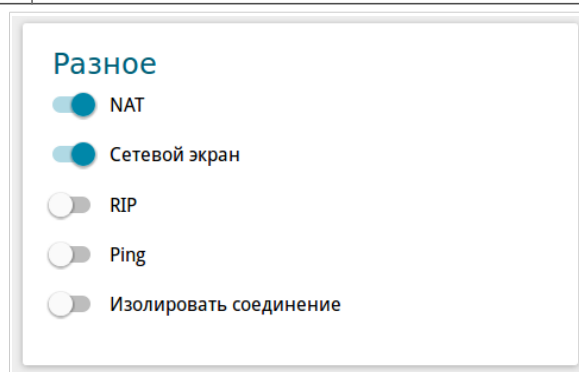 Разное
NAT
Сетевой экран
RIP
Ping
Изолировать соединение